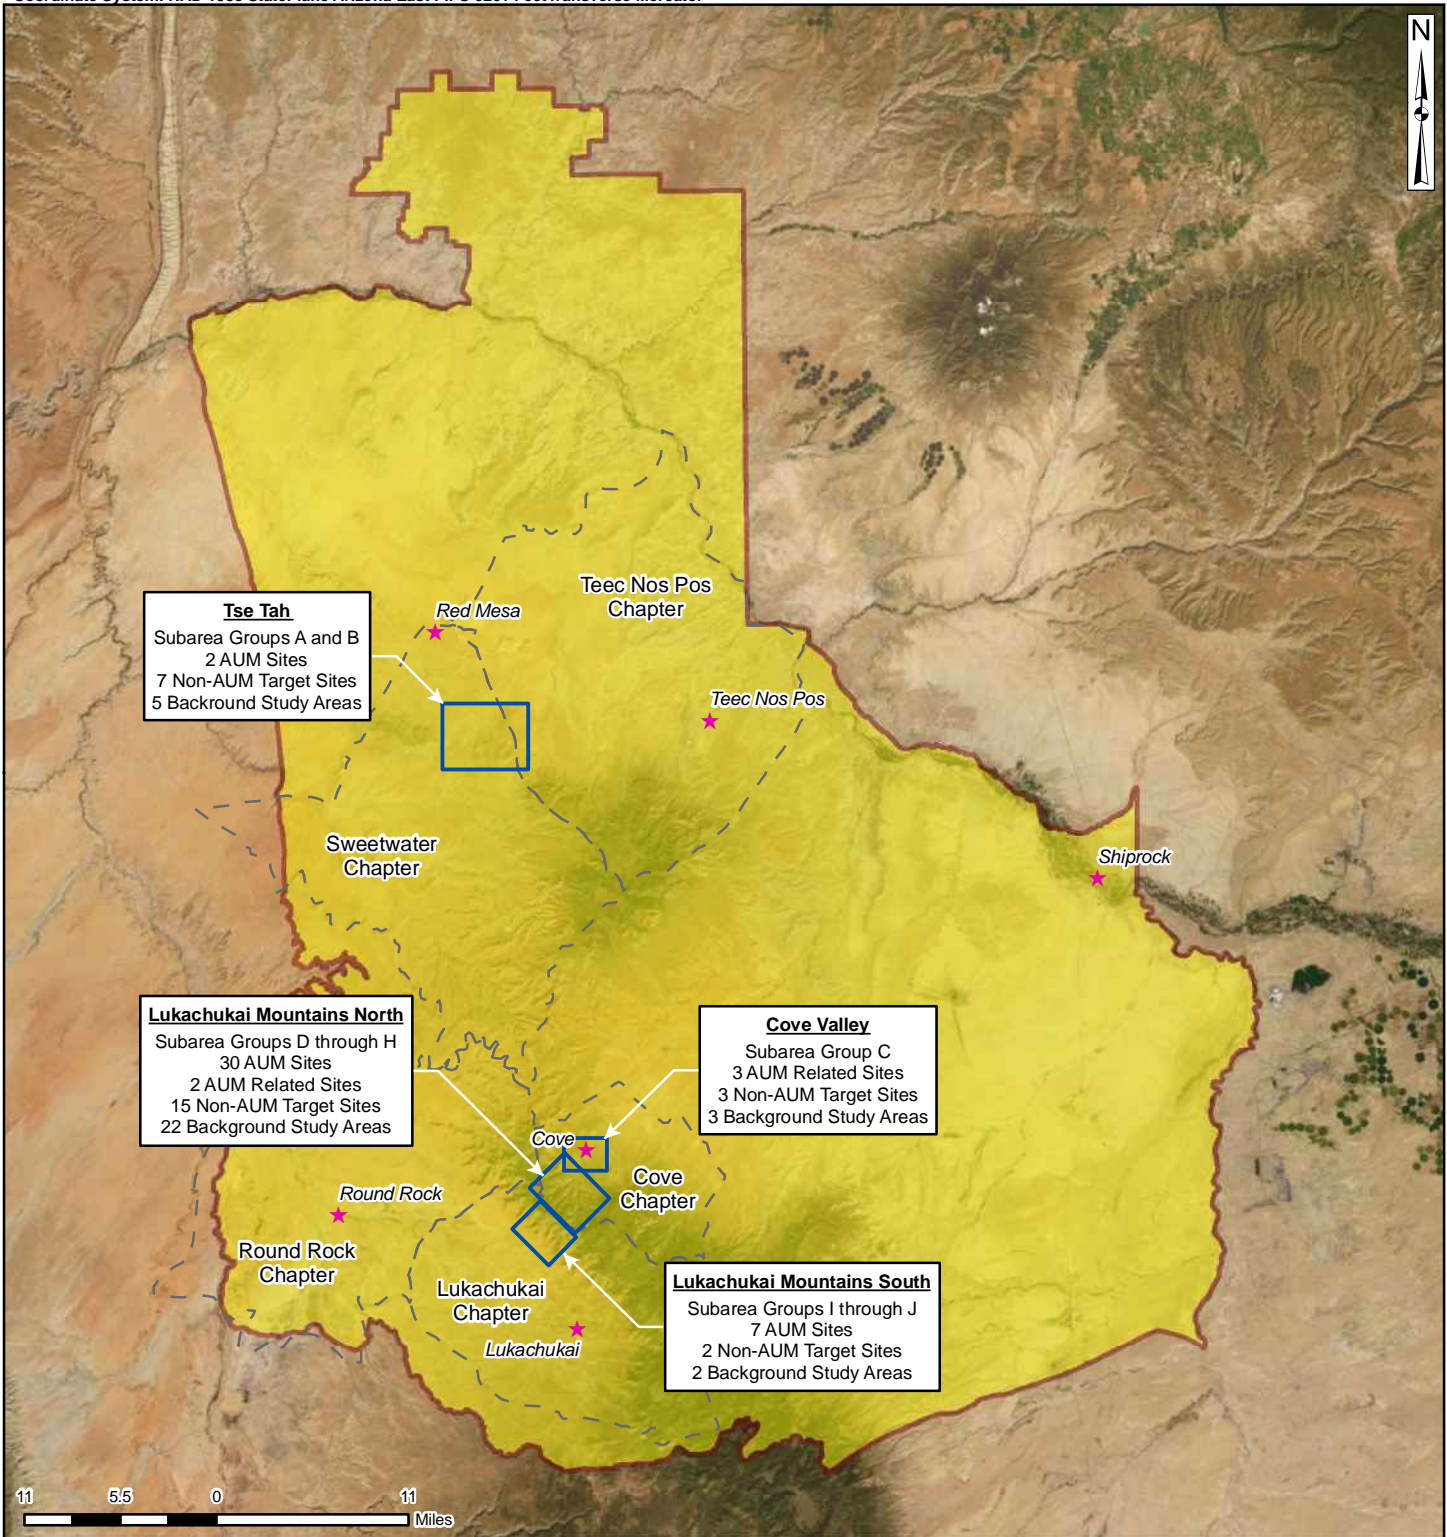 N
Teec Nos Pos
Chapter
Red Mesa
Tse Tah
Subarea Groups A and B
2 AUM Sites
7 Non-AUM Target Sites
5 Backround Study Areas
Teec Nos Pos
Sweetwater
Chapter
Shiprock
Lukachukai Mountains North
Subarea Groups D through H
30 AUM Sites
2 AUM Related Sites
15 Non-AUM Target Sites
22 Background Study Areas
Cove Valley
Subarea Group C
3 AUM Related Sites
3 Non-AUM Target Sites
3 Background Study Areas
Cove
Cove
Chapter
Round Rock
Round Rock
Chapter
Lukachukai
Chapter
Lukachukai
Lukachukai Mountains South
Subarea Groups I through J
7 AUM Sites
2 Non-AUM Target Sites
2 Background Study Areas
11 5.5 0 11
Miles